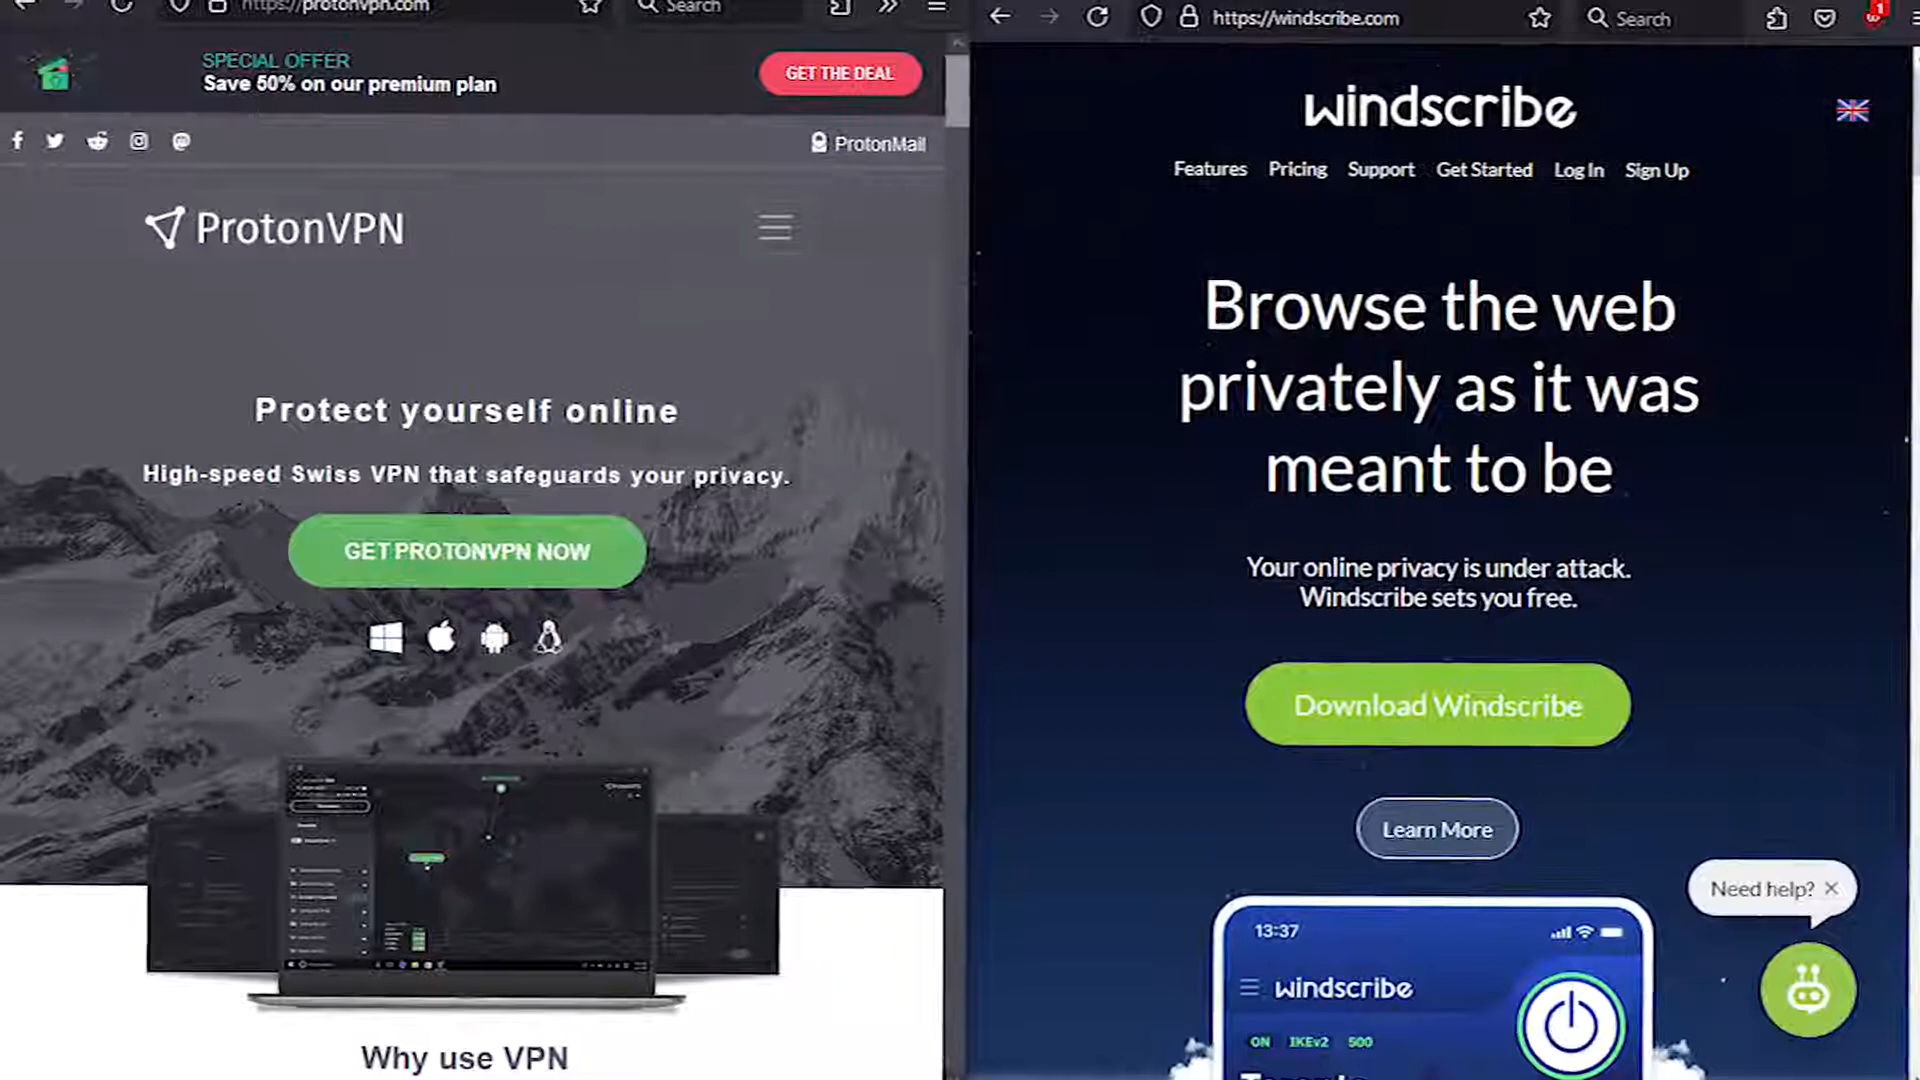 https://protonvpn.com
Search
SPECIAL OFFER
Save 50% on our premium plan
GET THE DEAL
ProtonMail
ProtonVPN
Protect yourself online
High-speed Swiss VPN that safeguards your privacy.
GET PROTONVPN NOW
Why use VPN
https://windscribe.com
Search
1
windscribe
Features Pricing Support Get Started Log In Sign Up
Browse the web
privately as it was
meant to be
Your online privacy is under attack.
Windscribe sets you free.
Download Windscribe
Learn More
Need help?
13:37
windscribe
ON IKEv2 500